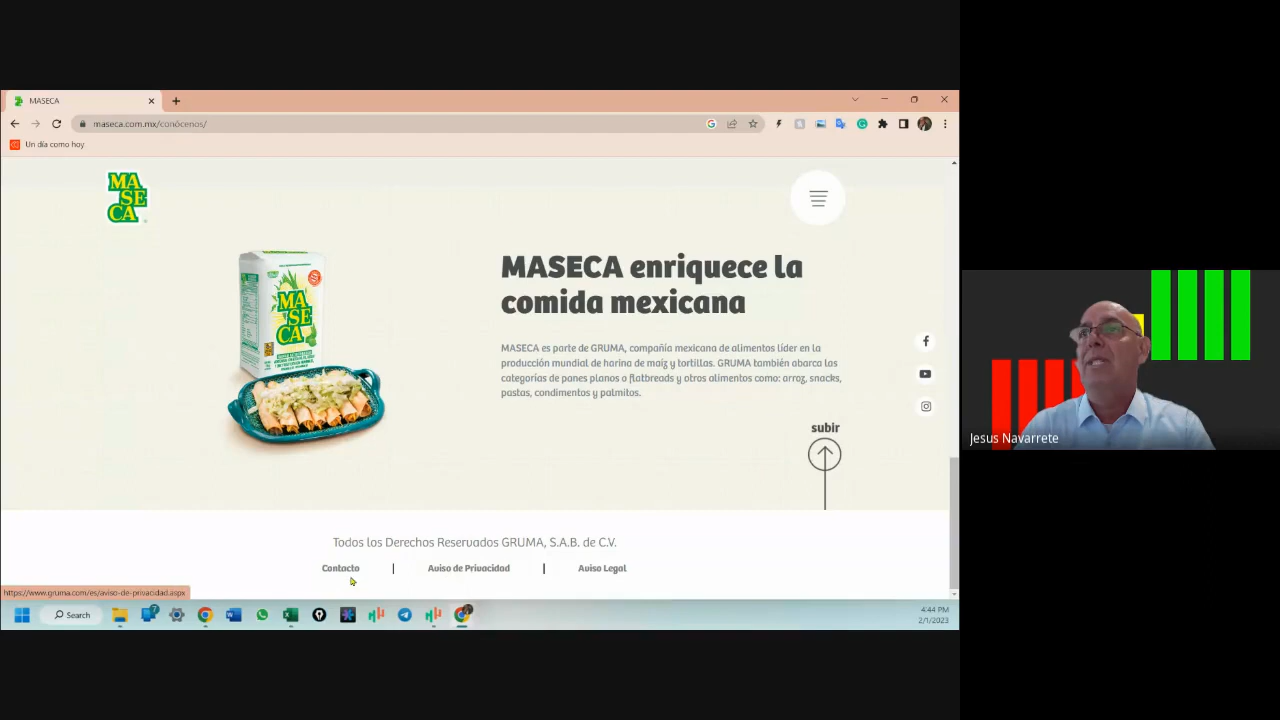 MASECA
maseca.com.mx/conócenos/
Un día como hoy
MA
SE
CA
MA
SE
CA
MASECA enriquece la
comida mexicana
MASECA es parte de GRUMA, compañía mexicana de alimentos líder en la
producción mundial de harina de maíz y tortillas. GRUMA también abarca las
categorías de panes planos o flatbreads y otros alimentos como: arroz, snacks,
pastas, condimentos y palmitos.
subir
Todos los Derechos Reservados GRUMA, S.A.B. de C.V.
Contacto | Aviso de Privacidad | Aviso Legal
https://www.gruma.com/es/aviso-de-privacidad.aspx
Search
4:44 PM
2/1/2023
Jesus Navarrete